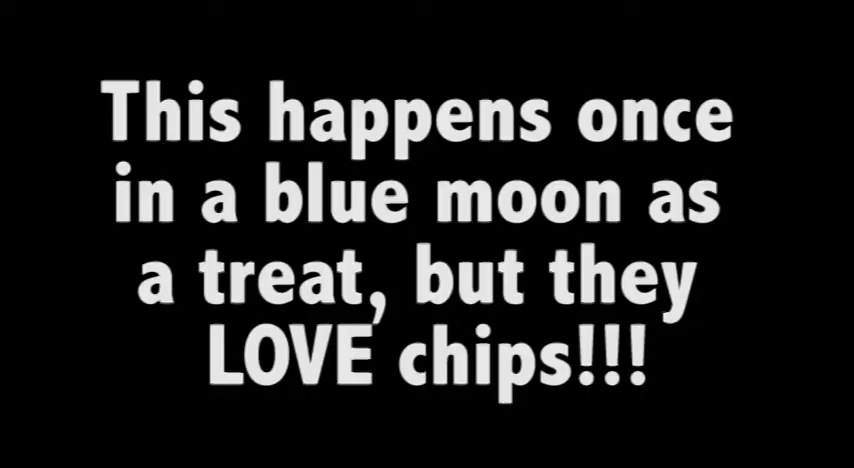 This happens once
in a blue moon as
a treat, but they
LOVE chips!!!